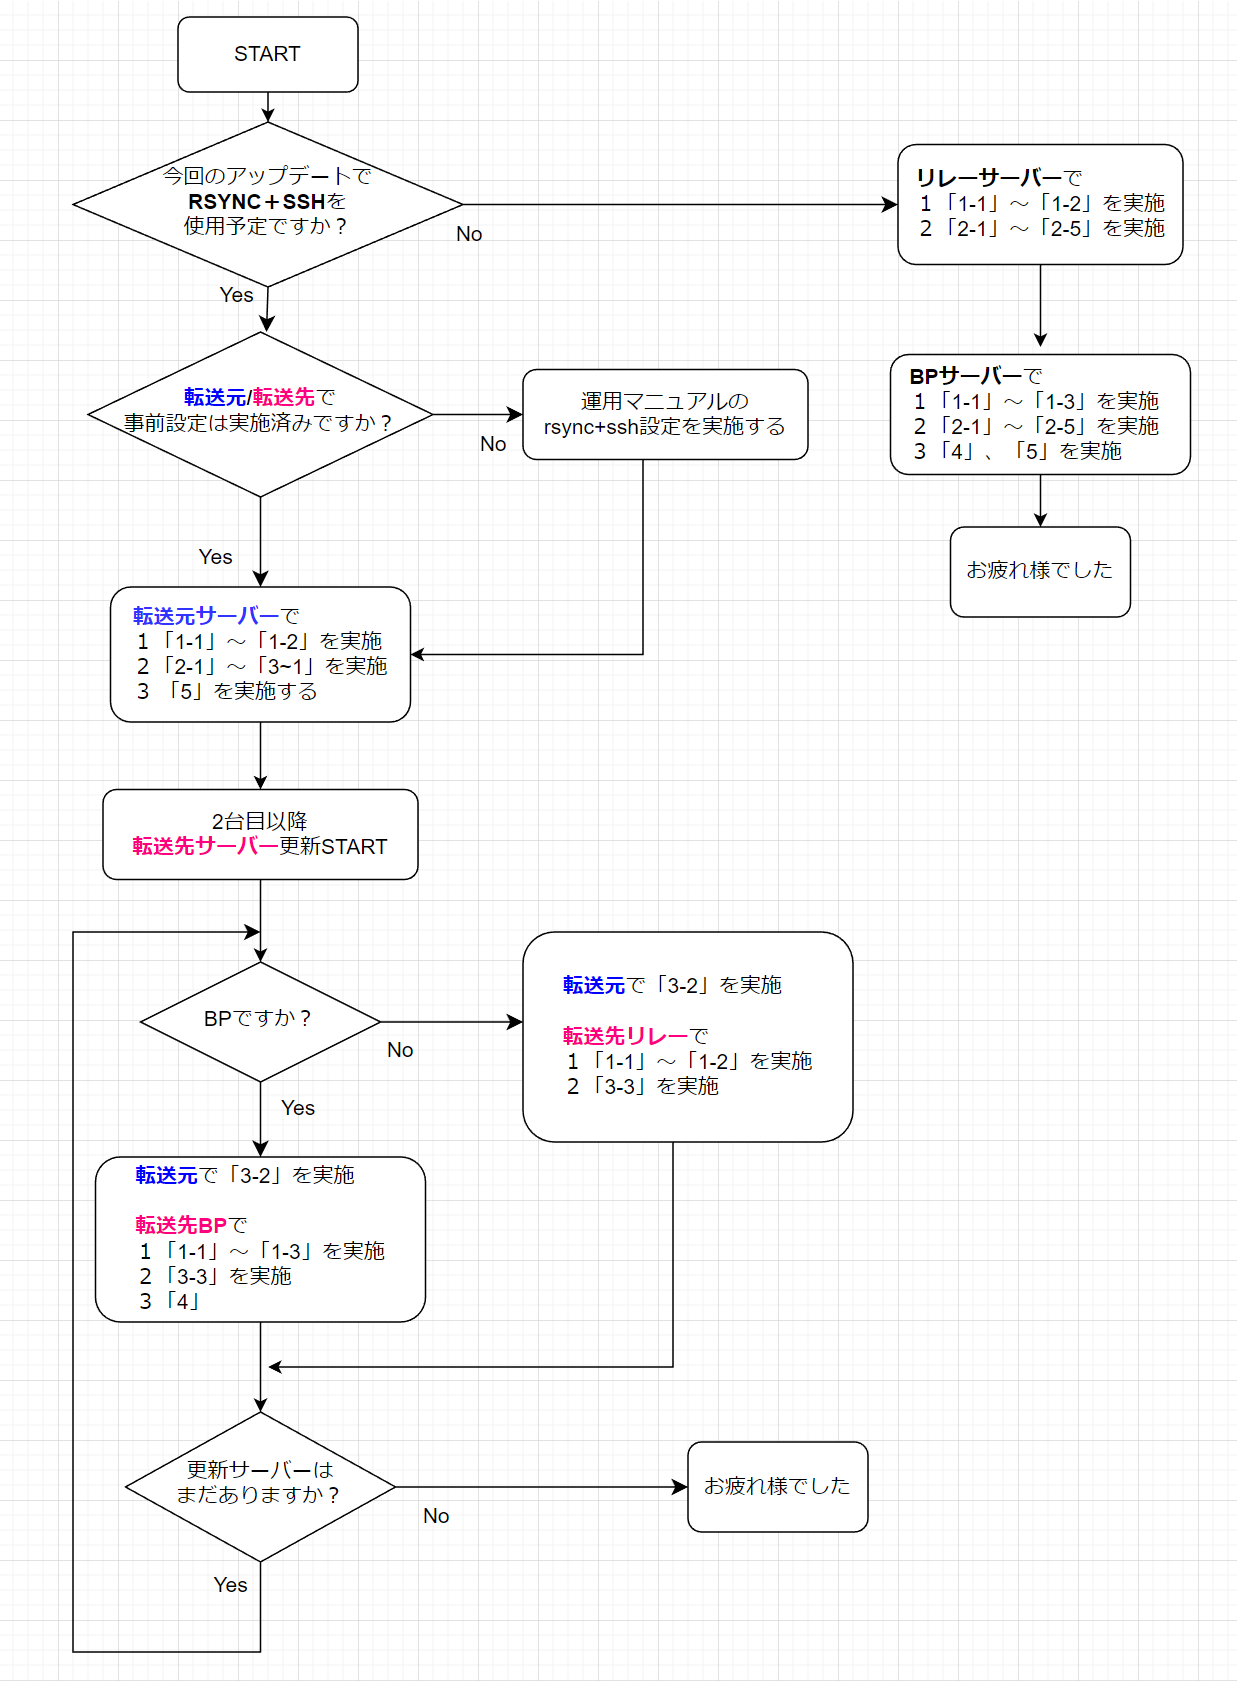 START
今回のアップデートで
RSYNC＋SSHを
使用予定ですか？
No
Yes
リレーサーバーで
１「1-1」～「1-2」を実施
２「2-1」～「2-5」を実施
転送元/転送先で
事前設定は実施済みですか？
No
Yes
運用マニュアルの
rsync+ssh設定を実施する
BPサーバーで
１「1-1」～「1-3」を実施
２「2-1」～「2-5」を実施
３「4」、「5」を実施
お疲れ様でした
転送元サーバーで
１「1-1」～「1-2」を実施
２「2-1」～「3~1」を実施
３ 「5」を実施する
2台目以降
転送先サーバー更新START
BPですか？
No
Yes
転送元で「3-2」を実施
転送先リレーで
１「1-1」～「1-2」を実施
２「3-3」を実施
転送元で「3-2」を実施
転送先BPで
１「1-1」～「1-3」を実施
２「3-3」を実施
３「4」
更新サーバーは
まだありますか？
No
Yes
お疲れ様でした